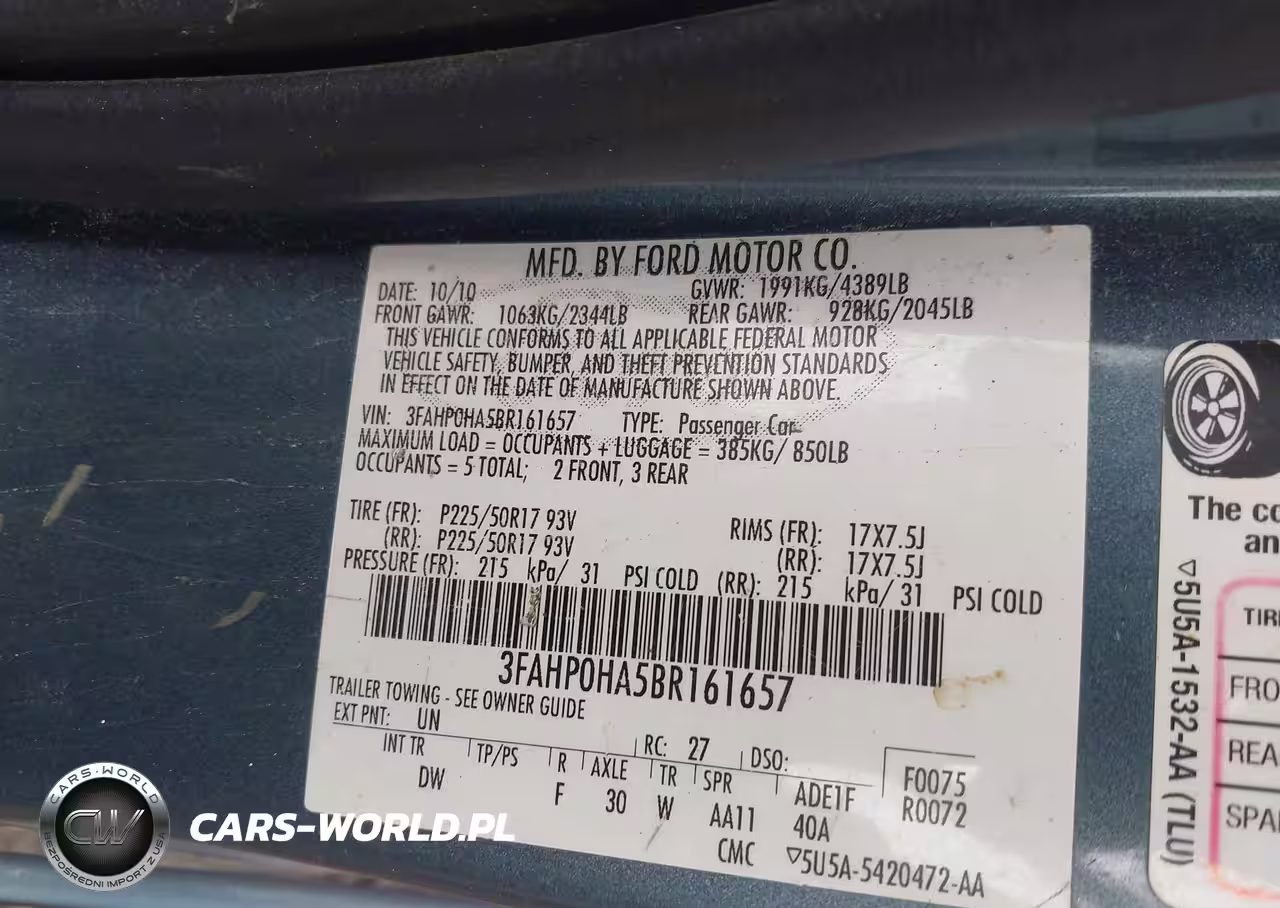 MFD. BY FORD MOTOR CO.
DATE: 10/10 GVWR: 1991KG/4389LB
FRONT GAWR: 1063KG/2344LB REAR GAWR: 928KG/2045LB
THIS VEHICLE CONFORMS TO ALL APPLICABLE FEDERAL MOTOR
VEHICLE SAFETY, BUMPER, AND THEFT PREVENTION STANDARDS
IN EFFECT ON THE DATE OF MANUFACTURE SHOWN ABOVE.
VIN: 3FAHP0HA5BR161657 TYPE: Passenger Car
MAXIMUM LOAD = OCCUPANTS + LUGGAGE = 385KG/ 850LB
OCCUPANTS = 5 TOTAL; 2 FRONT, 3 REAR
TIRE (FR): P225/50R17 93V RIMS (FR): 17X7.5J
(RR): P225/50R17 93V (RR): 17X7.5J
PRESSURE (FR): 215 kPa/ 31 PSI COLD (RR): 215 kPa/ 31 PSI COLD
3FAHP0HA5BR161657
TRAILER TOWING - SEE OWNER GUIDE
EXT PNT: UN RC: 27 DSO:
INT TR TP/PS R AXLE TR SPR F0075
DW F 30 W AA11 ADE1F R0072
40A
CMC ▽5U5A-5420472-AA
The co
an
TIRE
FRO
REA
SPA
▽5U5A-1532-AA (TLU)
CARS-WORLD
CW
BEZPOŚREDNI IMPORT Z USA
CARS-WORLD.PL